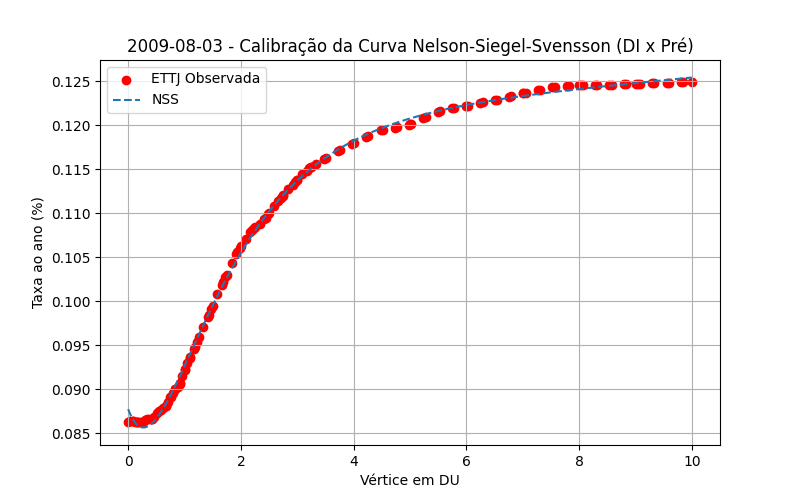 2009-08-03 - Calibração da Curva Nelson-Siegel-Svensson (DI x Pré)
ETTJ Observada
NSS
Taxa ao ano (%)
0.125
0.120
0.115
0.110
0.105
0.100
0.095
0.090
0.085
0 2 4 6 8 10
Vértice em DU